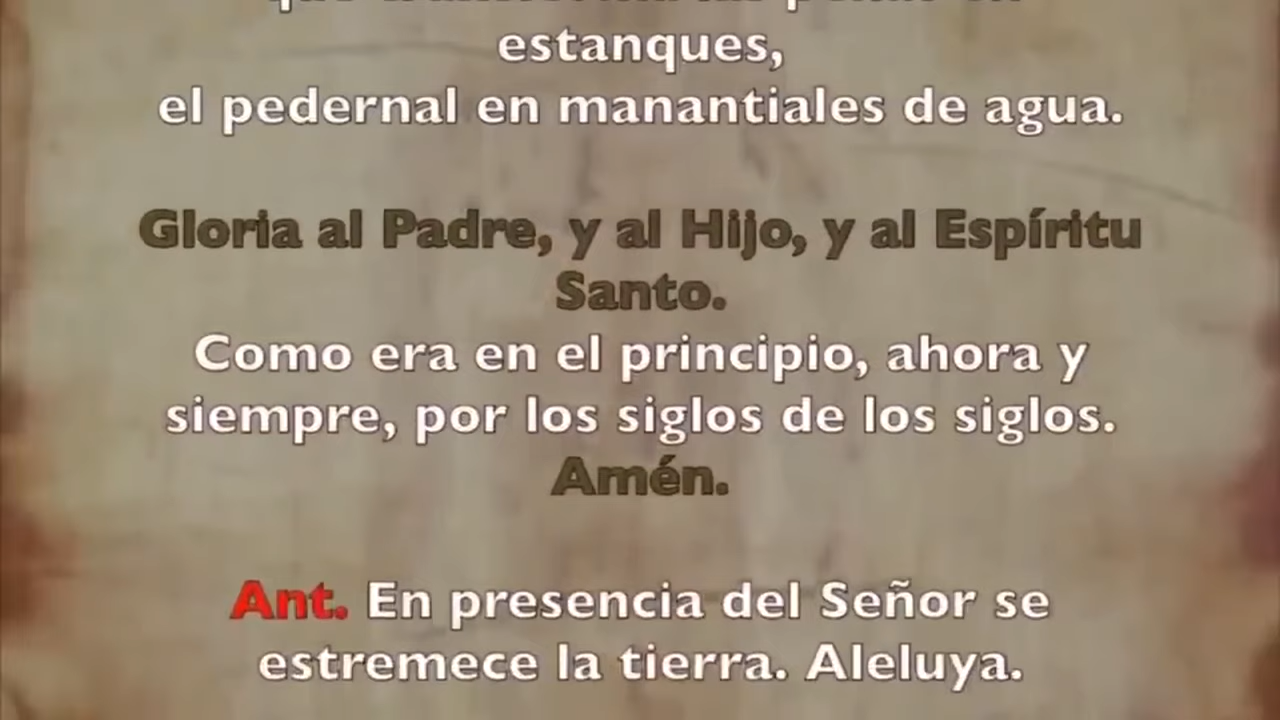 estanques,
el pedernal en manantiales de agua.
Gloria al Padre, y al Hijo, y al Espíritu
Santo.
Como era en el principio, ahora y
siempre, por los siglos de los siglos.
Amén.
Ant. En presencia del Señor se
estremece la tierra. Aleluya.